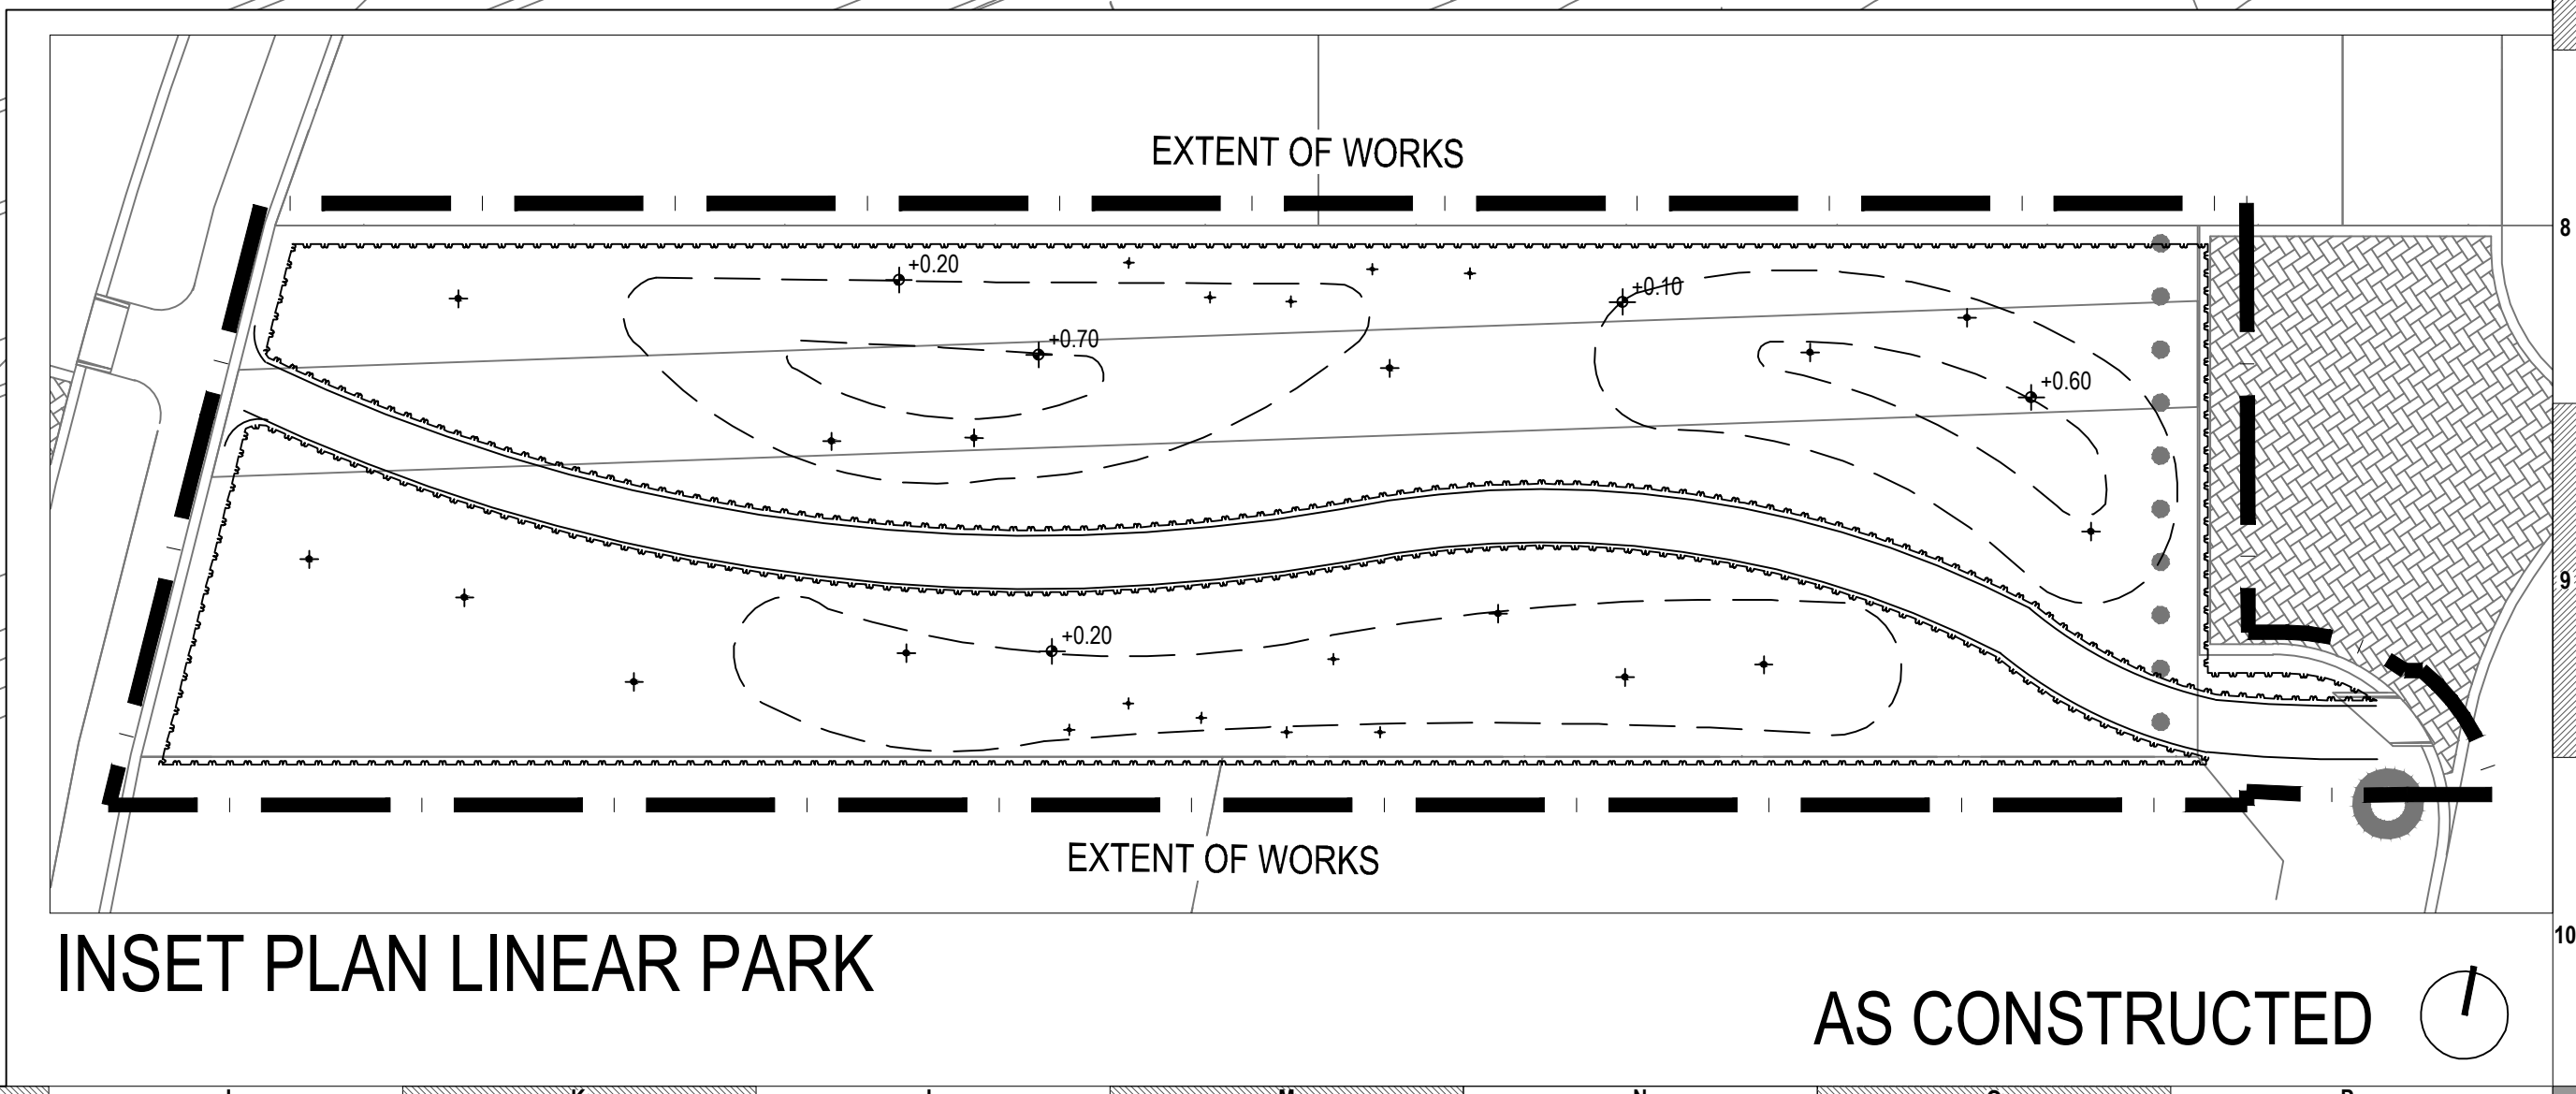 EXTENT OF WORKS
8
+0.20
+0.10
+0.70
+0.60
9
+0.20
EXTENT OF WORKS
INSET PLAN LINEAR PARK
10
AS CONSTRUCTED